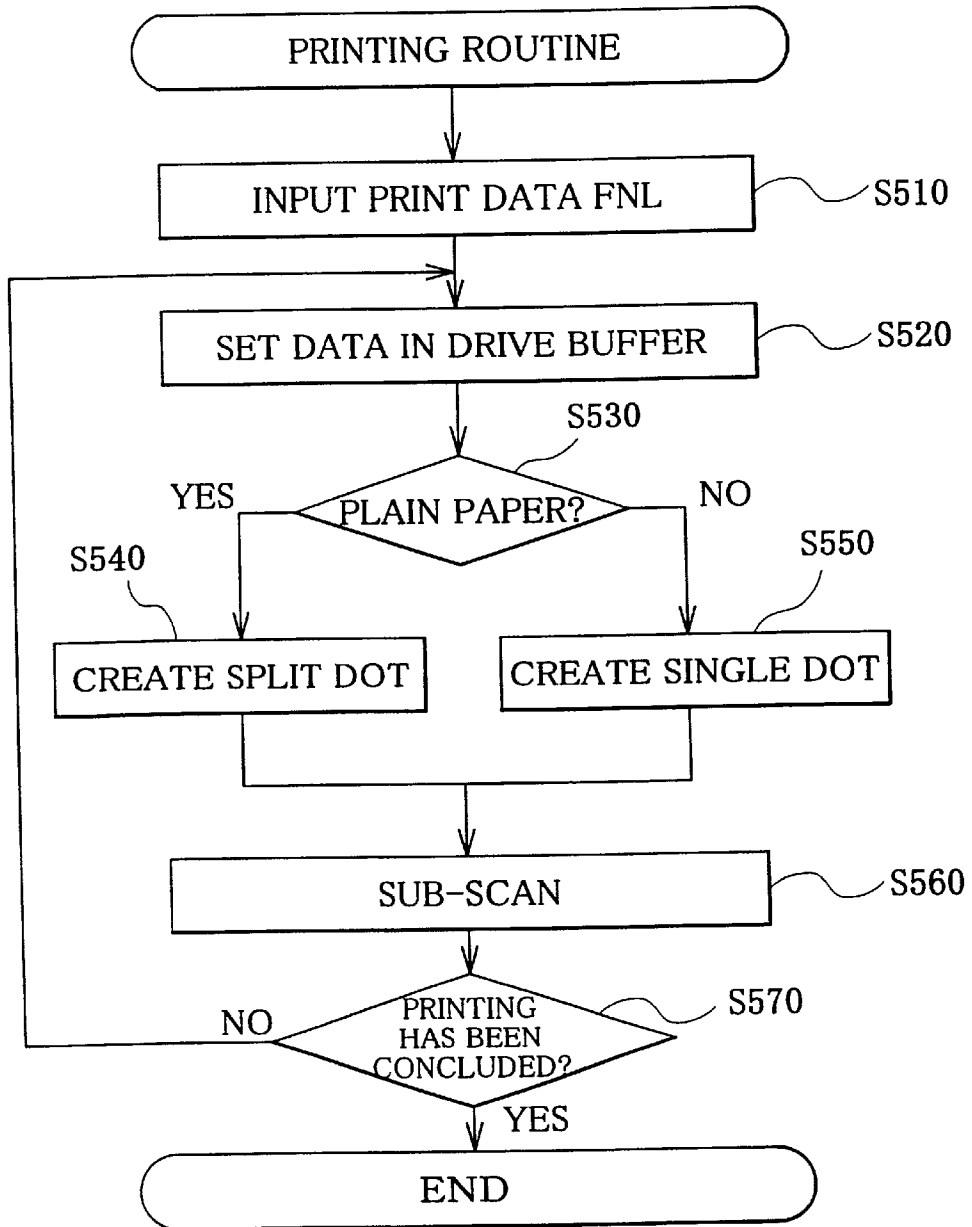 PRINTING ROUTINE
INPUT PRINT DATA FNL
S510
SET DATA IN DRIVE BUFFER
S520
S530
YES
PLAIN PAPER?
NO
S540
S550
CREATE SPLIT DOT
CREATE SINGLE DOT
SUB-SCAN
S560
S570
NO
PRINTING
HAS BEEN
CONCLUDED?
YES
END